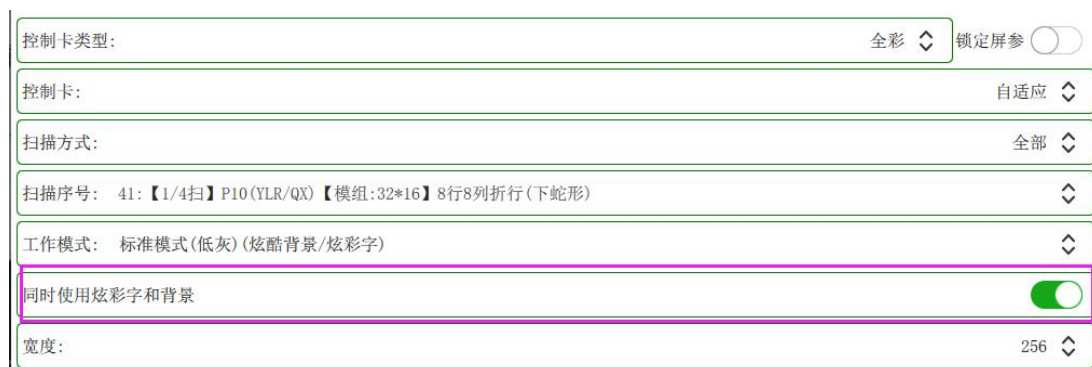 控制卡类型: 全彩 锁定屏参
控制卡: 自适应
扫描方式: 全部
扫描序号: 41:【1/4扫】P10(YLR/QX)【模组:32*16】8行8列折行(下蛇形)
工作模式: 标准模式(低灰)(炫酷背景/炫彩字)
同时使用炫彩字和背景
宽度: 256